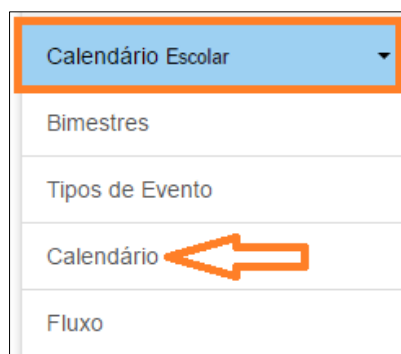 Calendário Escolar
Bimestres
Tipos de Evento
Calendário
Fluxo